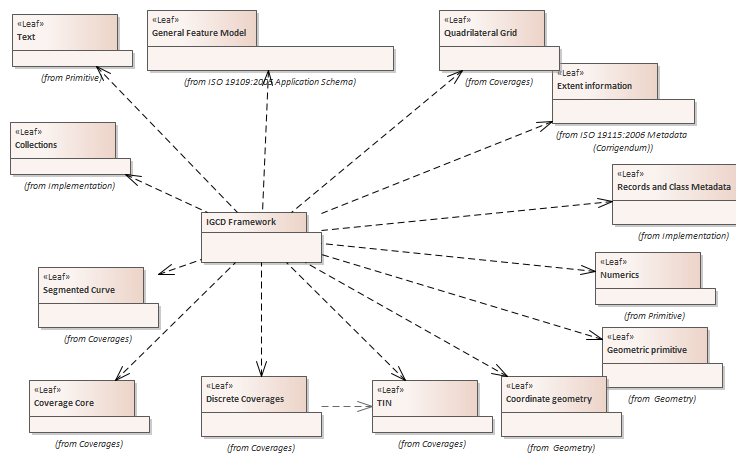 «Leaf»
Text
(from Primitive)
«Leaf»
General Feature Model
(from ISO 19109:2005 Application Schema)
«Leaf»
Quadrilateral Grid
(from Coverages)
«Leaf»
Extent information
(from ISO 19115:2006 Metadata
(Corrigendum))
«Leaf»
Collections
(from Implementation)
«Leaf»
Records and Class Metadata
(from Implementation)
IGCD Framework
«Leaf»
Segmented Curve
(from Coverages)
«Leaf»
Numerics
(from Primitive)
«Leaf»
Geometric primitive
(from  Geometry)
«Leaf»
Coverage Core
(from Coverages)
«Leaf»
Discrete Coverages
(from Coverages)
«Leaf»
TIN
(from Coverages)
«Leaf»
Coordinate geometry
(from  Geometry)